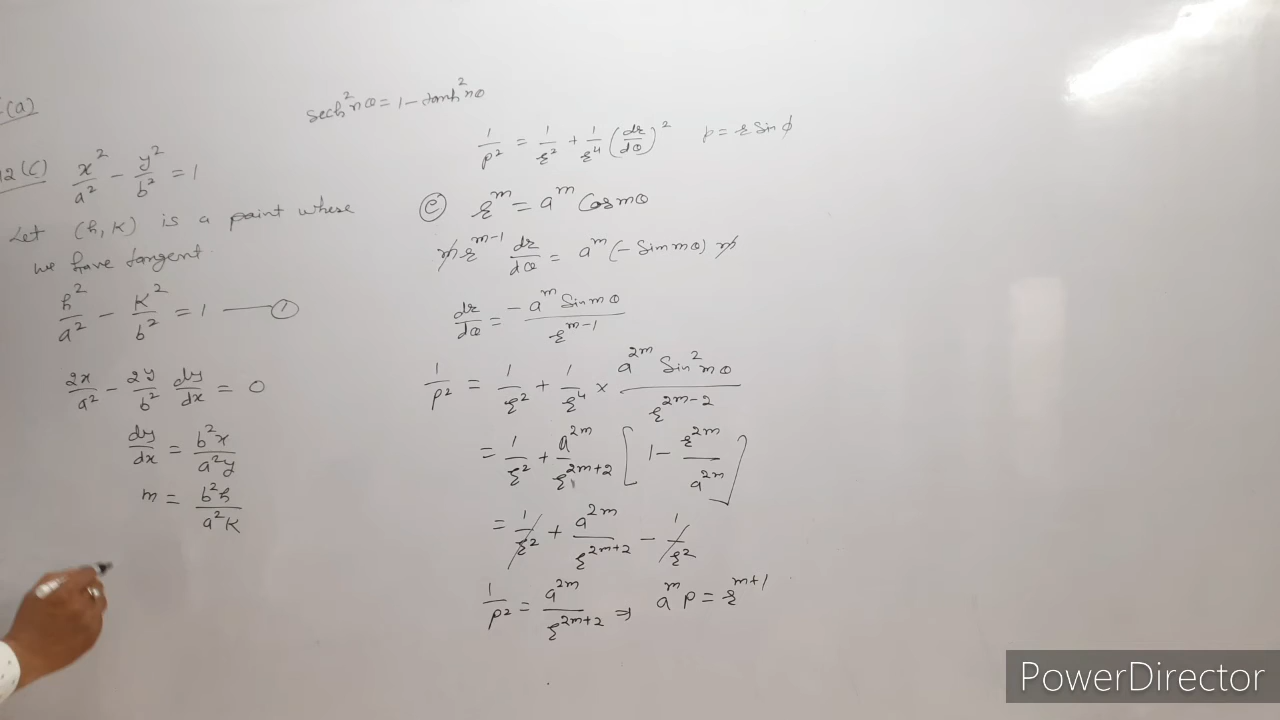 (a)
sech²nθ = 1 - tanh²nθ
12(c) x²/a² - y²/b² = 1
Let (h, K) is a point where
we have tangent.
h²/a² - K²/b² = 1 —— ①
2x/a² - 2y/b² dy/dx = 0
dy/dx = b²x/a²y
m = b²h/a²K
1/p² = 1/r² + 1/r⁴ (dr/dθ)² p = r Sin φ
ⓔ r^m = a^m Cos mθ
m r^(m-1) dr/dθ = a^m (- Sin mθ) m
dr/dθ = - a^m Sin mθ / r^(m-1)
1/p² = 1/r² + 1/r⁴ × a^(2m) Sin² mθ / r^(2m-2)
= 1/r² + a^(2m)/r^(2m+2) [1 - r^(2m)/a^(2m)]
= 1/r² + a^(2m)/r^(2m+2) - 1/r²
1/p² = a^(2m)/r^(2m+2) ⇒ a^m p = r^(m+1)
PowerDirector